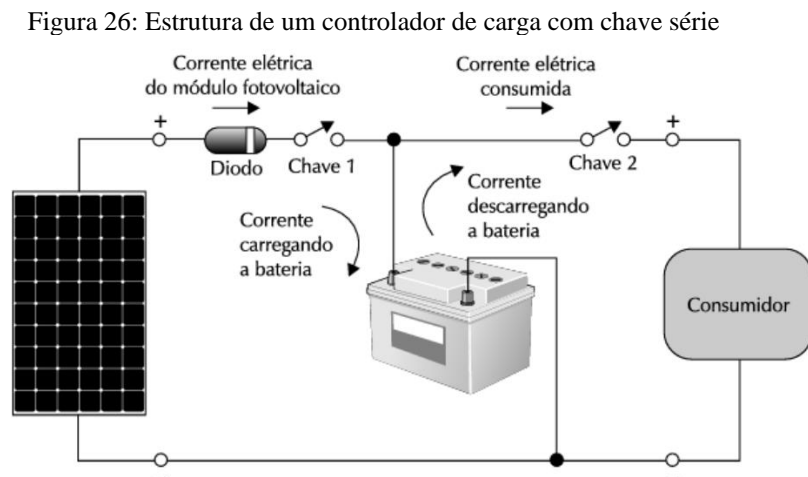 Figura 26: Estrutura de um controlador de carga com chave série
Corrente elétrica
do módulo fotovoltaico
Corrente elétrica
consumida
+
+
Diodo
Chave 1
Chave 2
Corrente
carregando
a bateria
Corrente
descarregando
a bateria
Consumidor